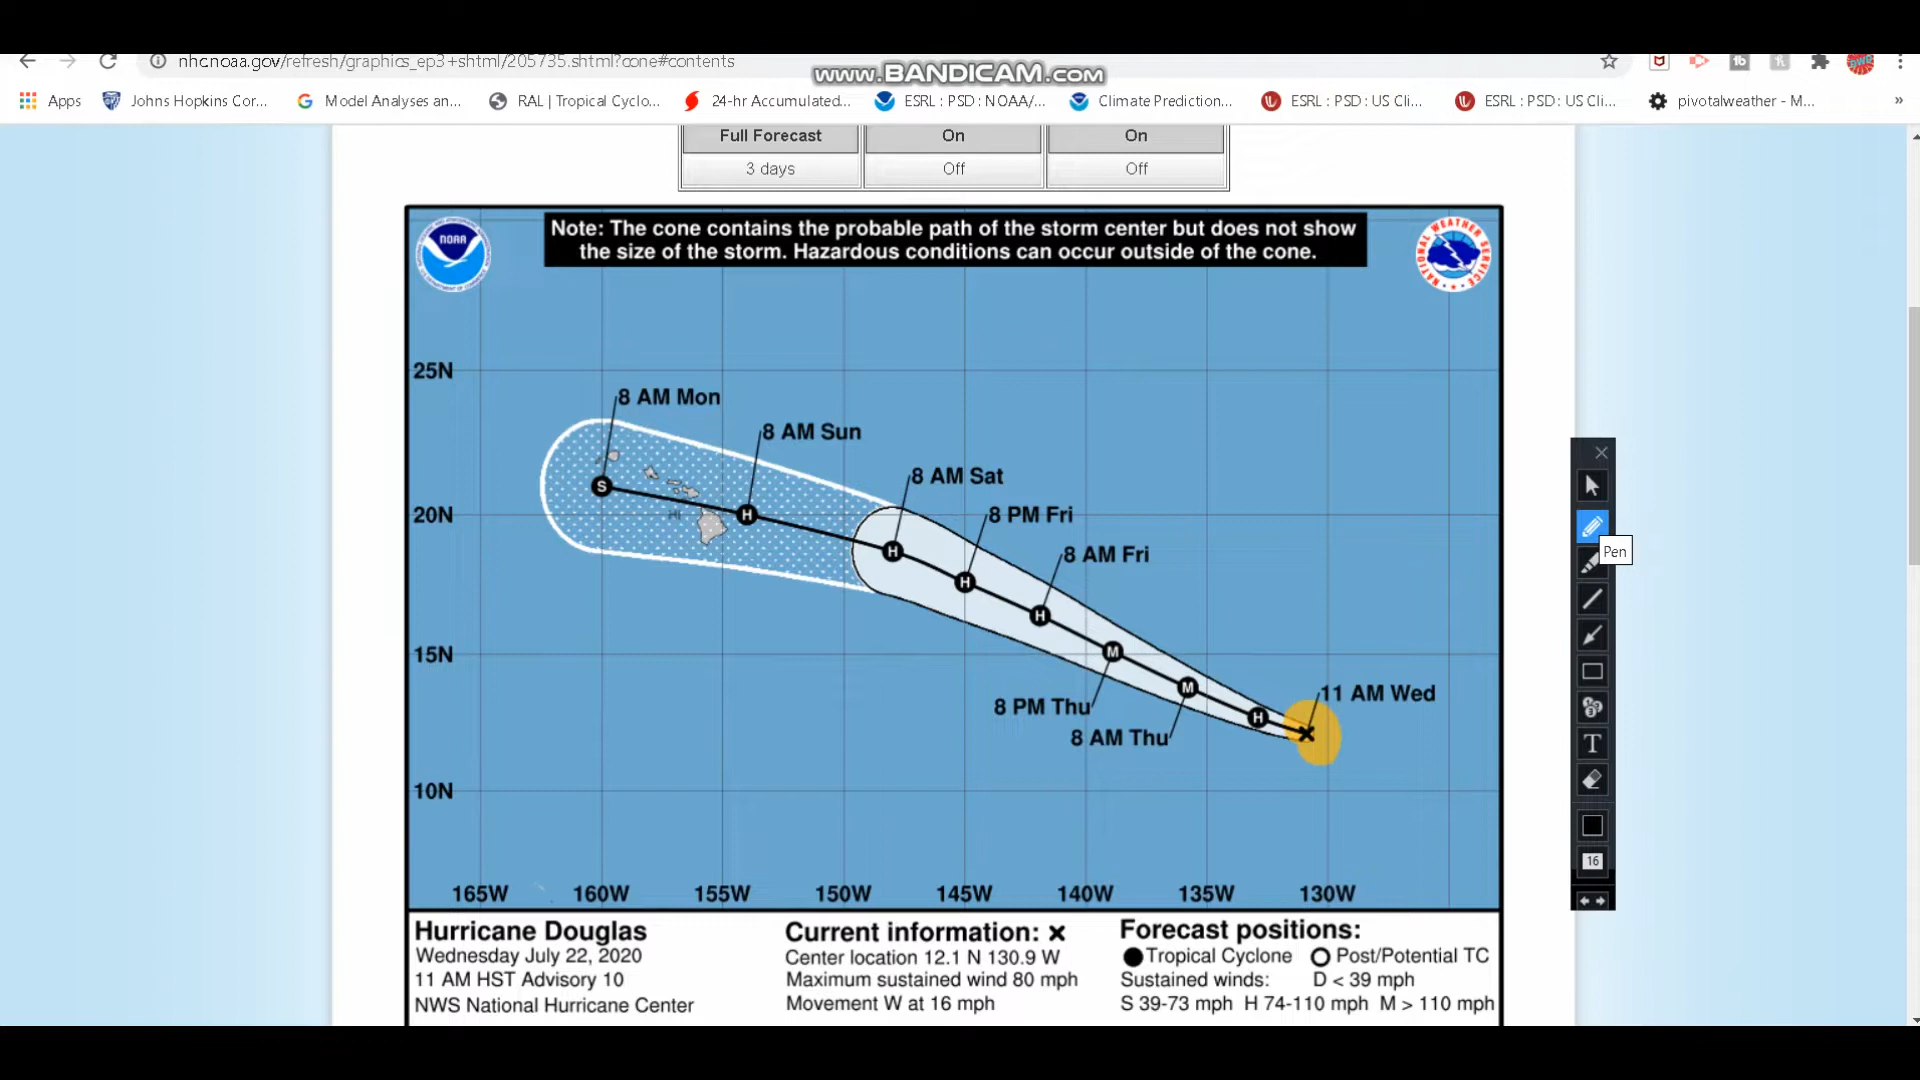 nhc.noaa.gov/refresh/graphics_ep3+shtml/205735.shtml?cone#contents
www.BANDICAM.com
Apps
Johns Hopkins Cor...
Model Analyses an...
RAL | Tropical Cyclo...
24-hr Accumulated...
ESRL : PSD : NOAA/...
Climate Prediction...
ESRL : PSD : US Cli...
ESRL : PSD : US Cli...
pivotalweather - M...
Full Forecast On On
3 days Off Off
Note: The cone contains the probable path of the storm center but does not show
the size of the storm. Hazardous conditions can occur outside of the cone.
NOAA
NATIONAL WEATHER SERVICE
25N
8 AM Mon
8 AM Sun
8 AM Sat
S
20N
HI
H
8 PM Fri
H
8 AM Fri
H
H
15N
M
M
8 PM Thu
11 AM Wed
H
8 AM Thu
10N
165W 160W 155W 150W 145W 140W 135W 130W
Pen
T
16
Hurricane Douglas
Wednesday July 22, 2020
11 AM HST Advisory 10
NWS National Hurricane Center
Current information: x
Center location 12.1 N 130.9 W
Maximum sustained wind 80 mph
Movement W at 16 mph
Forecast positions:
Tropical Cyclone Post/Potential TC
Sustained winds: D < 39 mph
S 39-73 mph H 74-110 mph M > 110 mph